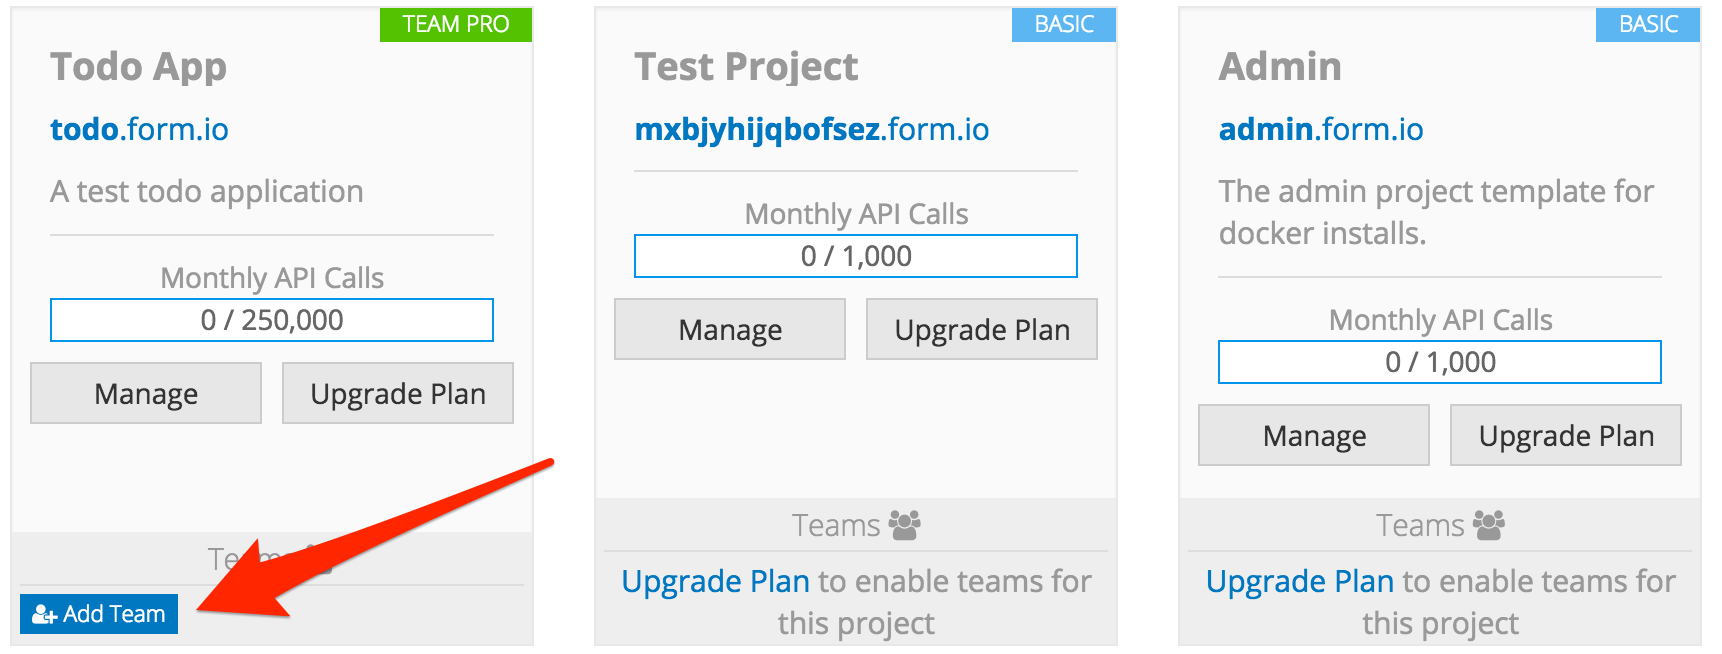 TEAM PRO
Todo App
todo.form.io
A test todo application
Monthly API Calls
0 / 250,000
Manage
Upgrade Plan
Teams
Add Team
BASIC
Test Project
mxbjyhijqbofsez.form.io
Monthly API Calls
0 / 1,000
Manage
Upgrade Plan
Teams
Upgrade Plan to enable teams for
this project
BASIC
Admin
admin.form.io
The admin project template for
docker installs.
Monthly API Calls
0 / 1,000
Manage
Upgrade Plan
Teams
Upgrade Plan to enable teams for
this project